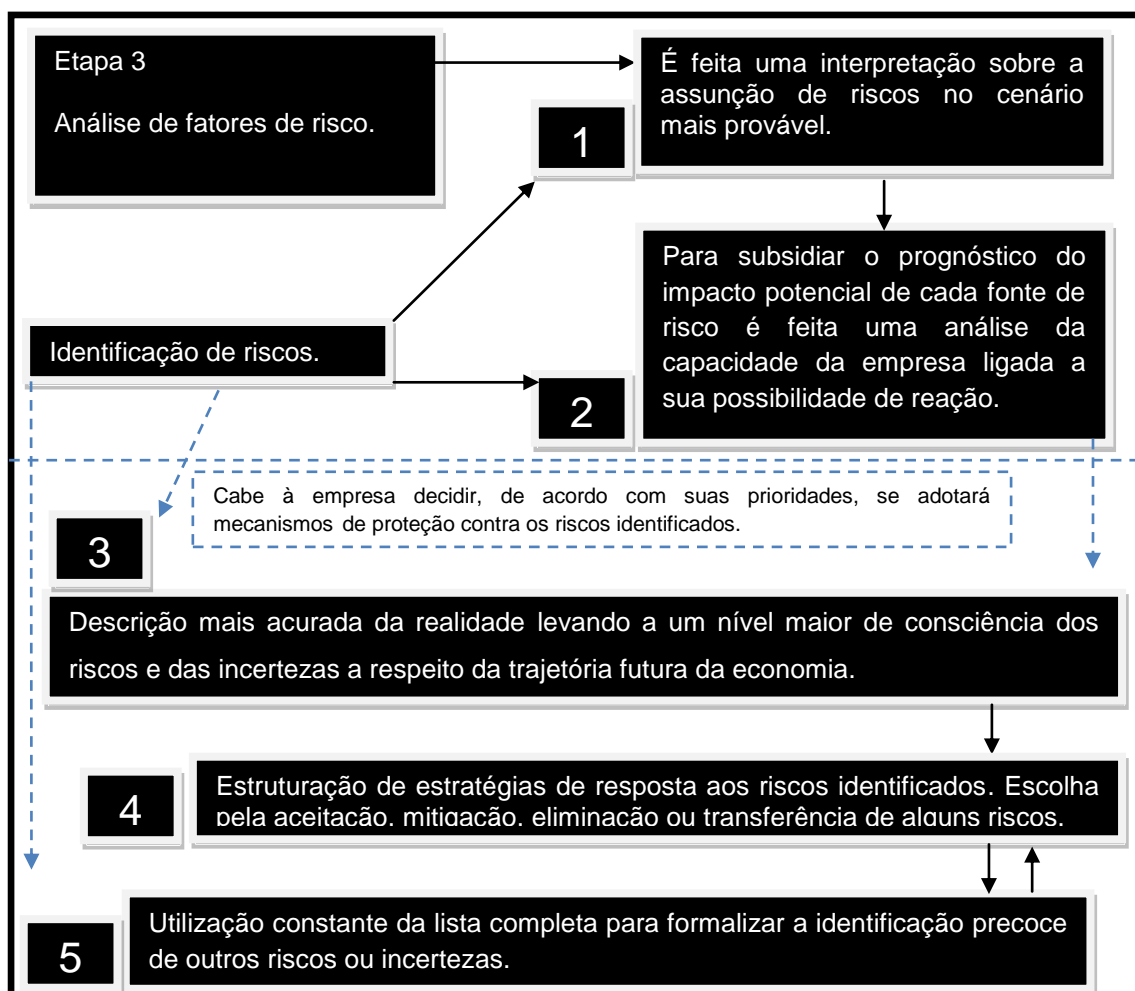 Etapa 3
Análise de fatores de risco.
É feita uma interpretação sobre a
assunção de riscos no cenário
mais provável.
1
Para subsidiar o prognóstico do
impacto potencial de cada fonte de
risco é feita uma análise da
capacidade da empresa ligada a
sua possibilidade de reação.
Identificação de riscos.
2
Cabe à empresa decidir, de acordo com suas prioridades, se adotará
mecanismos de proteção contra os riscos identificados.
3
Descrição mais acurada da realidade levando a um nível maior de consciência dos
riscos e das incertezas a respeito da trajetória futura da economia.
4
Estruturação de estratégias de resposta aos riscos identificados. Escolha
pela aceitação, mitigação, eliminação ou transferência de alguns riscos.
5
Utilização constante da lista completa para formalizar a identificação precoce
de outros riscos ou incertezas.